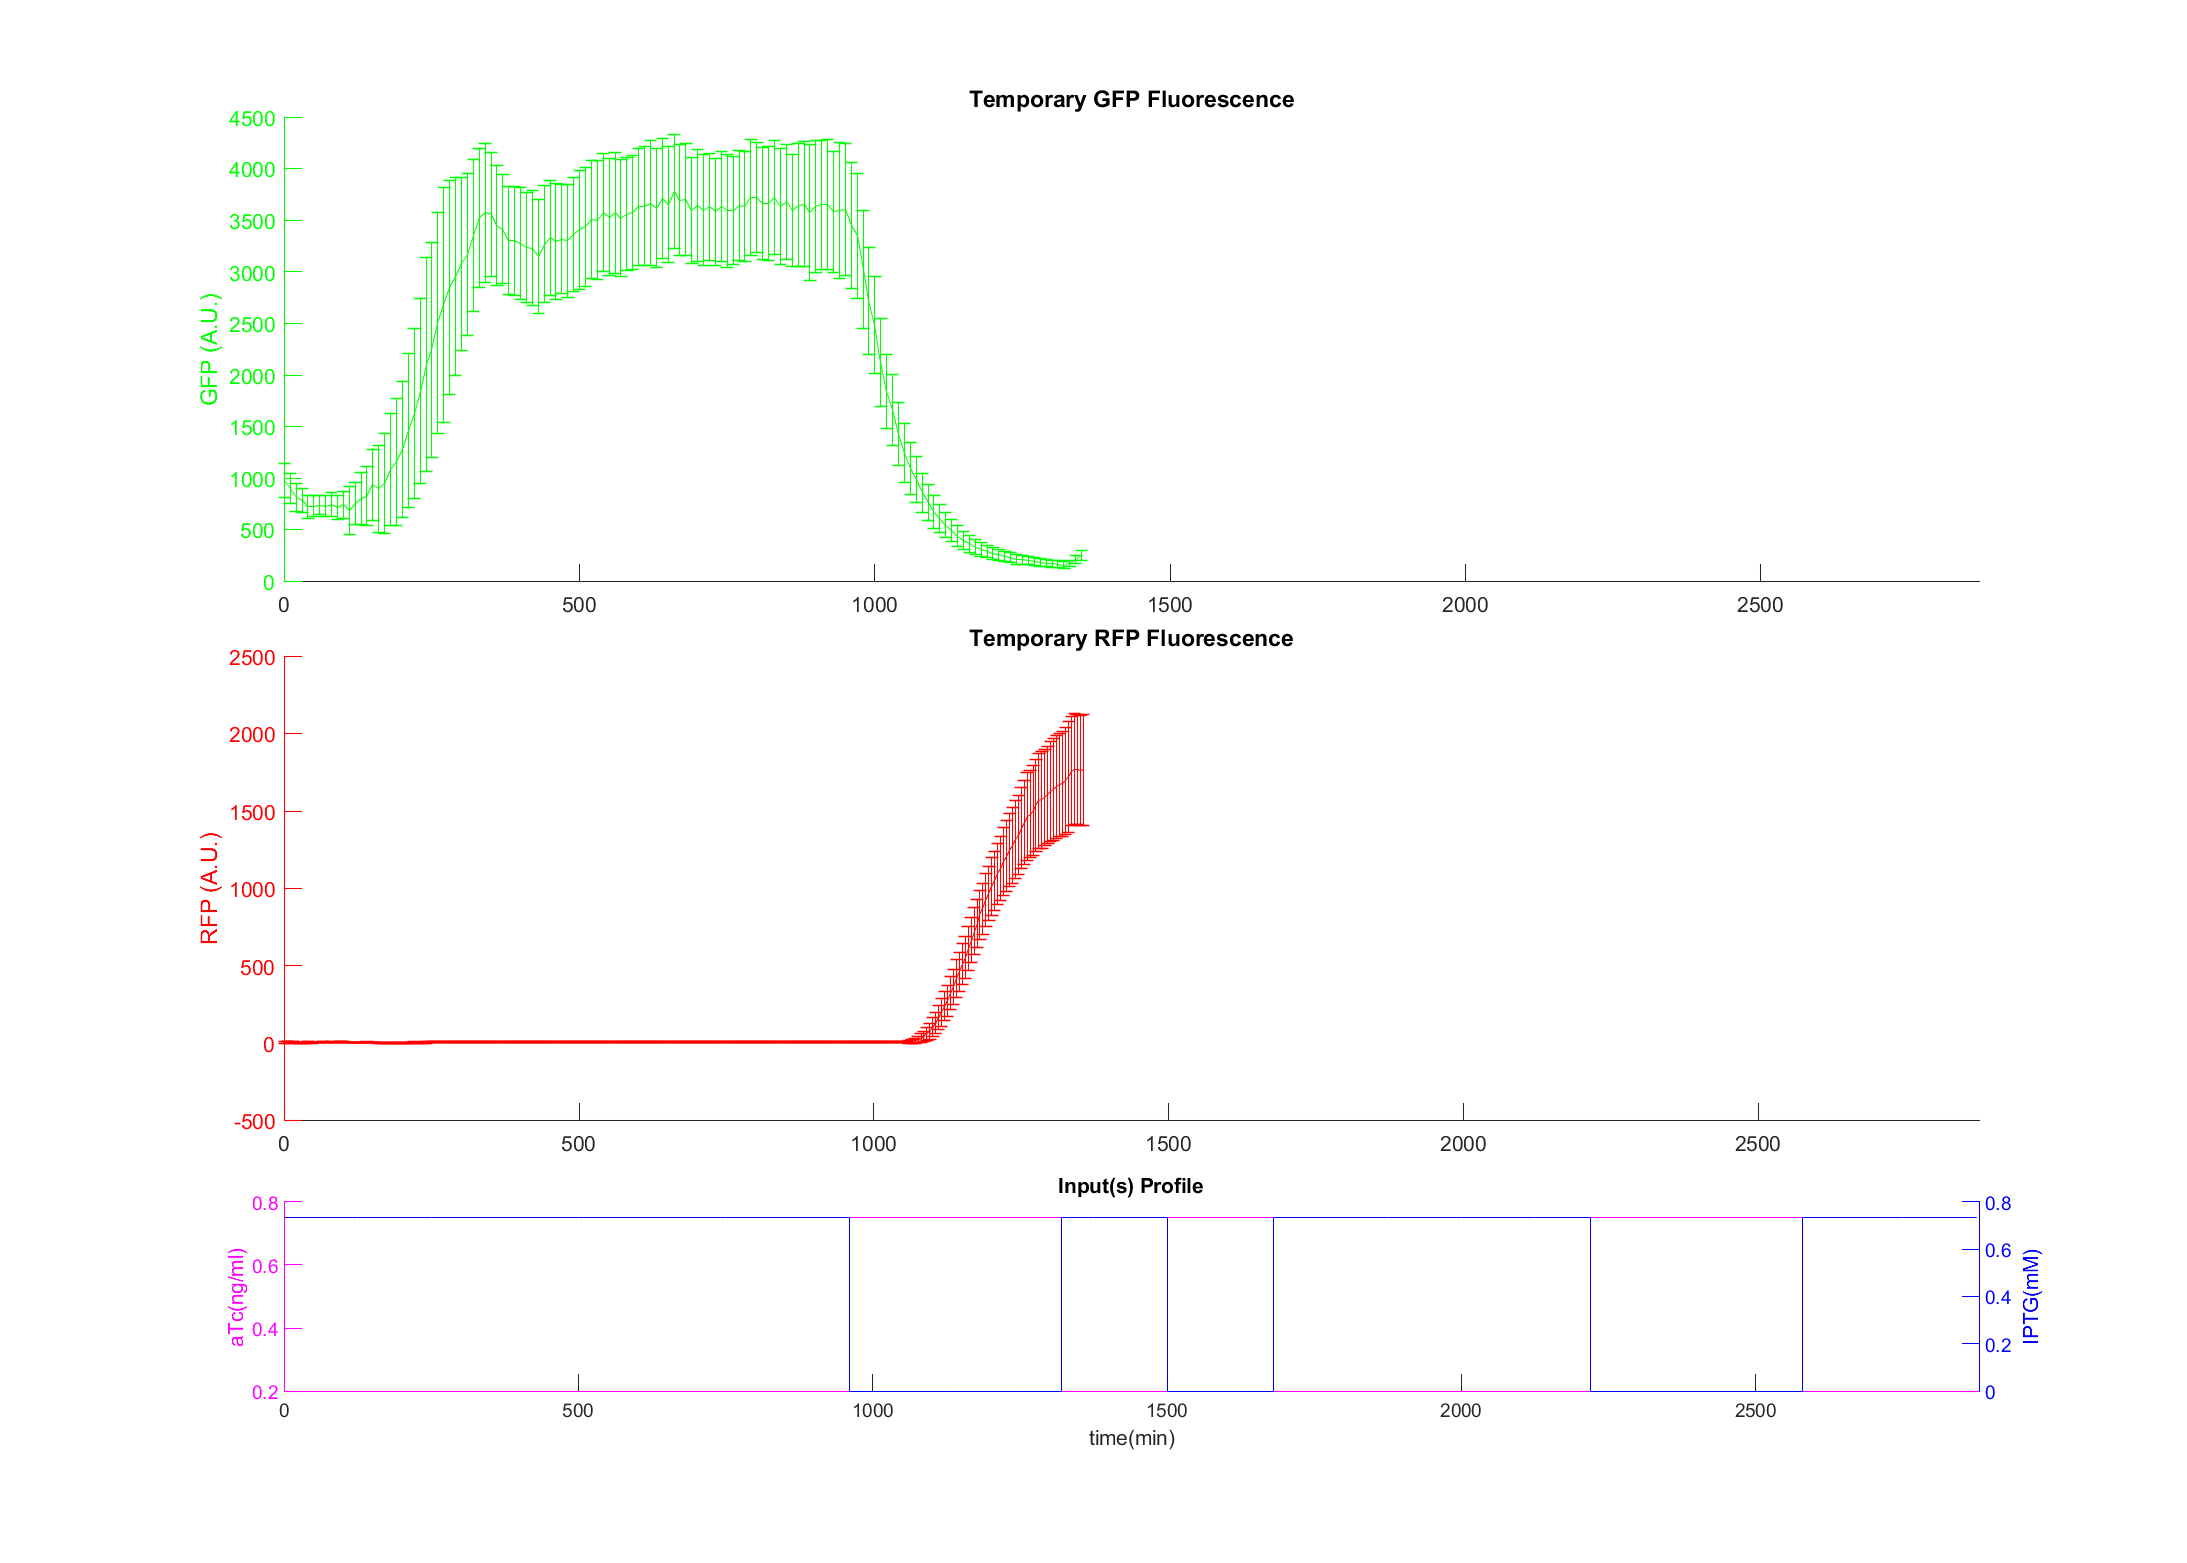 Temporary GFP Fluorescence
4500
4000
3500
3000
2500
2000
1500
1000
500
0
GFP (A.U.)
0 500 1000 1500 2000 2500
Temporary RFP Fluorescence
2500
2000
1500
1000
500
0
-500
RFP (A.U.)
0 500 1000 1500 2000 2500
Input(s) Profile
0.8
0.6
0.4
0.2
aTc(ng/ml)
0.8
0.6
0.4
0.2
0
IPTG(mM)
0 500 1000 1500 2000 2500
time(min)